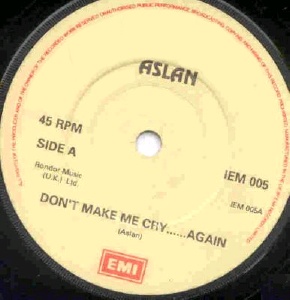 ASLAN
45 RPM
SIDE A
Rondor Music
(U.K.) Ltd.
IEM 005
IEM 005A
DON'T MAKE ME CRY......AGAIN
(Aslan)
EMI